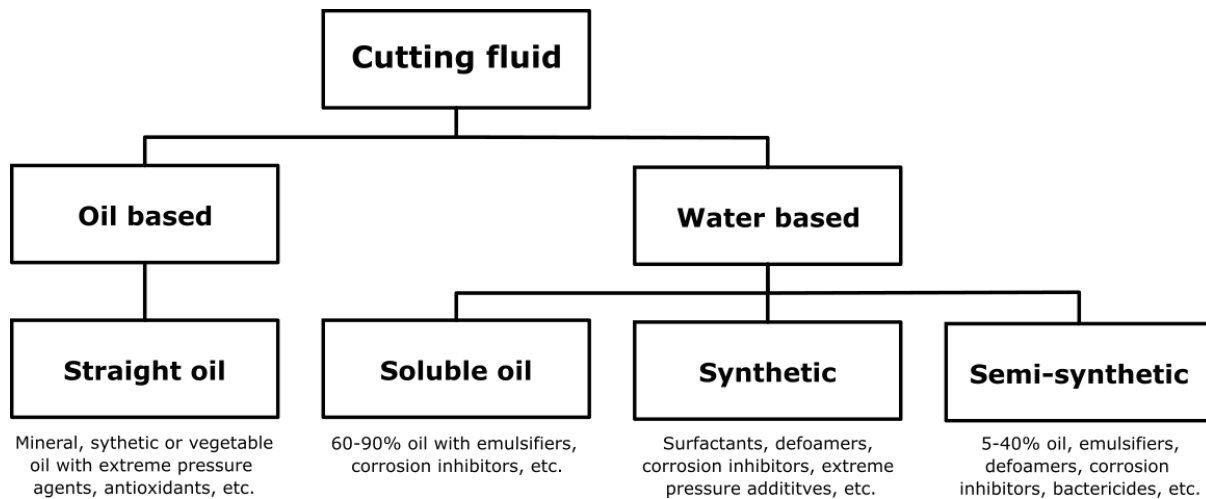 Cutting fluid
Oil based
Water based
Straight oil
Soluble oil
Synthetic
Semi-synthetic
Mineral, sythetic or vegetable
oil with extreme pressure
agents, antioxidants, etc.
60-90% oil with emulsifiers,
corrosion inhibitors, etc.
Surfactants, defoamers,
corrosion inhibitors, extreme
pressure addititves, etc.
5-40% oil, emulsifiers,
defoamers, corrosion
inhibitors, bactericides, etc.